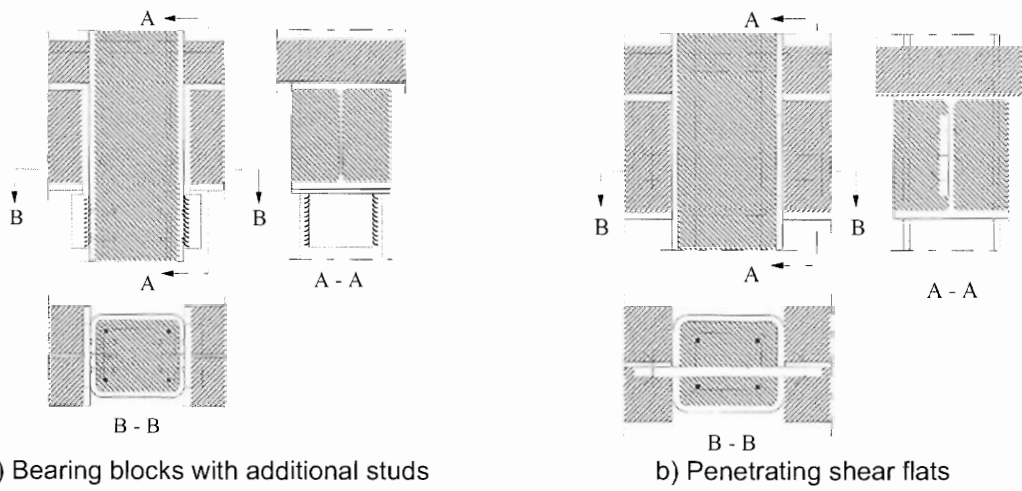 A
A
B
B
B
B
A
A
A - A
A - A
B - B
B - B
) Bearing blocks with additional studs
b) Penetrating shear flats